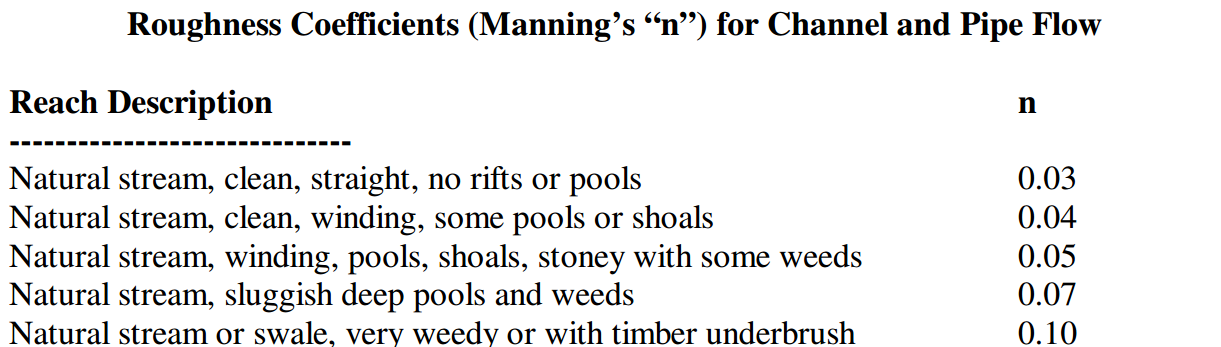 Roughness Coefficients (Manning’s “n”) for Channel and Pipe Flow
Reach Description n
------------------------------
Natural stream, clean, straight, no rifts or pools 0.03
Natural stream, clean, winding, some pools or shoals 0.04
Natural stream, winding, pools, shoals, stoney with some weeds 0.05
Natural stream, sluggish deep pools and weeds 0.07
Natural stream or swale, very weedy or with timber underbrush 0.10